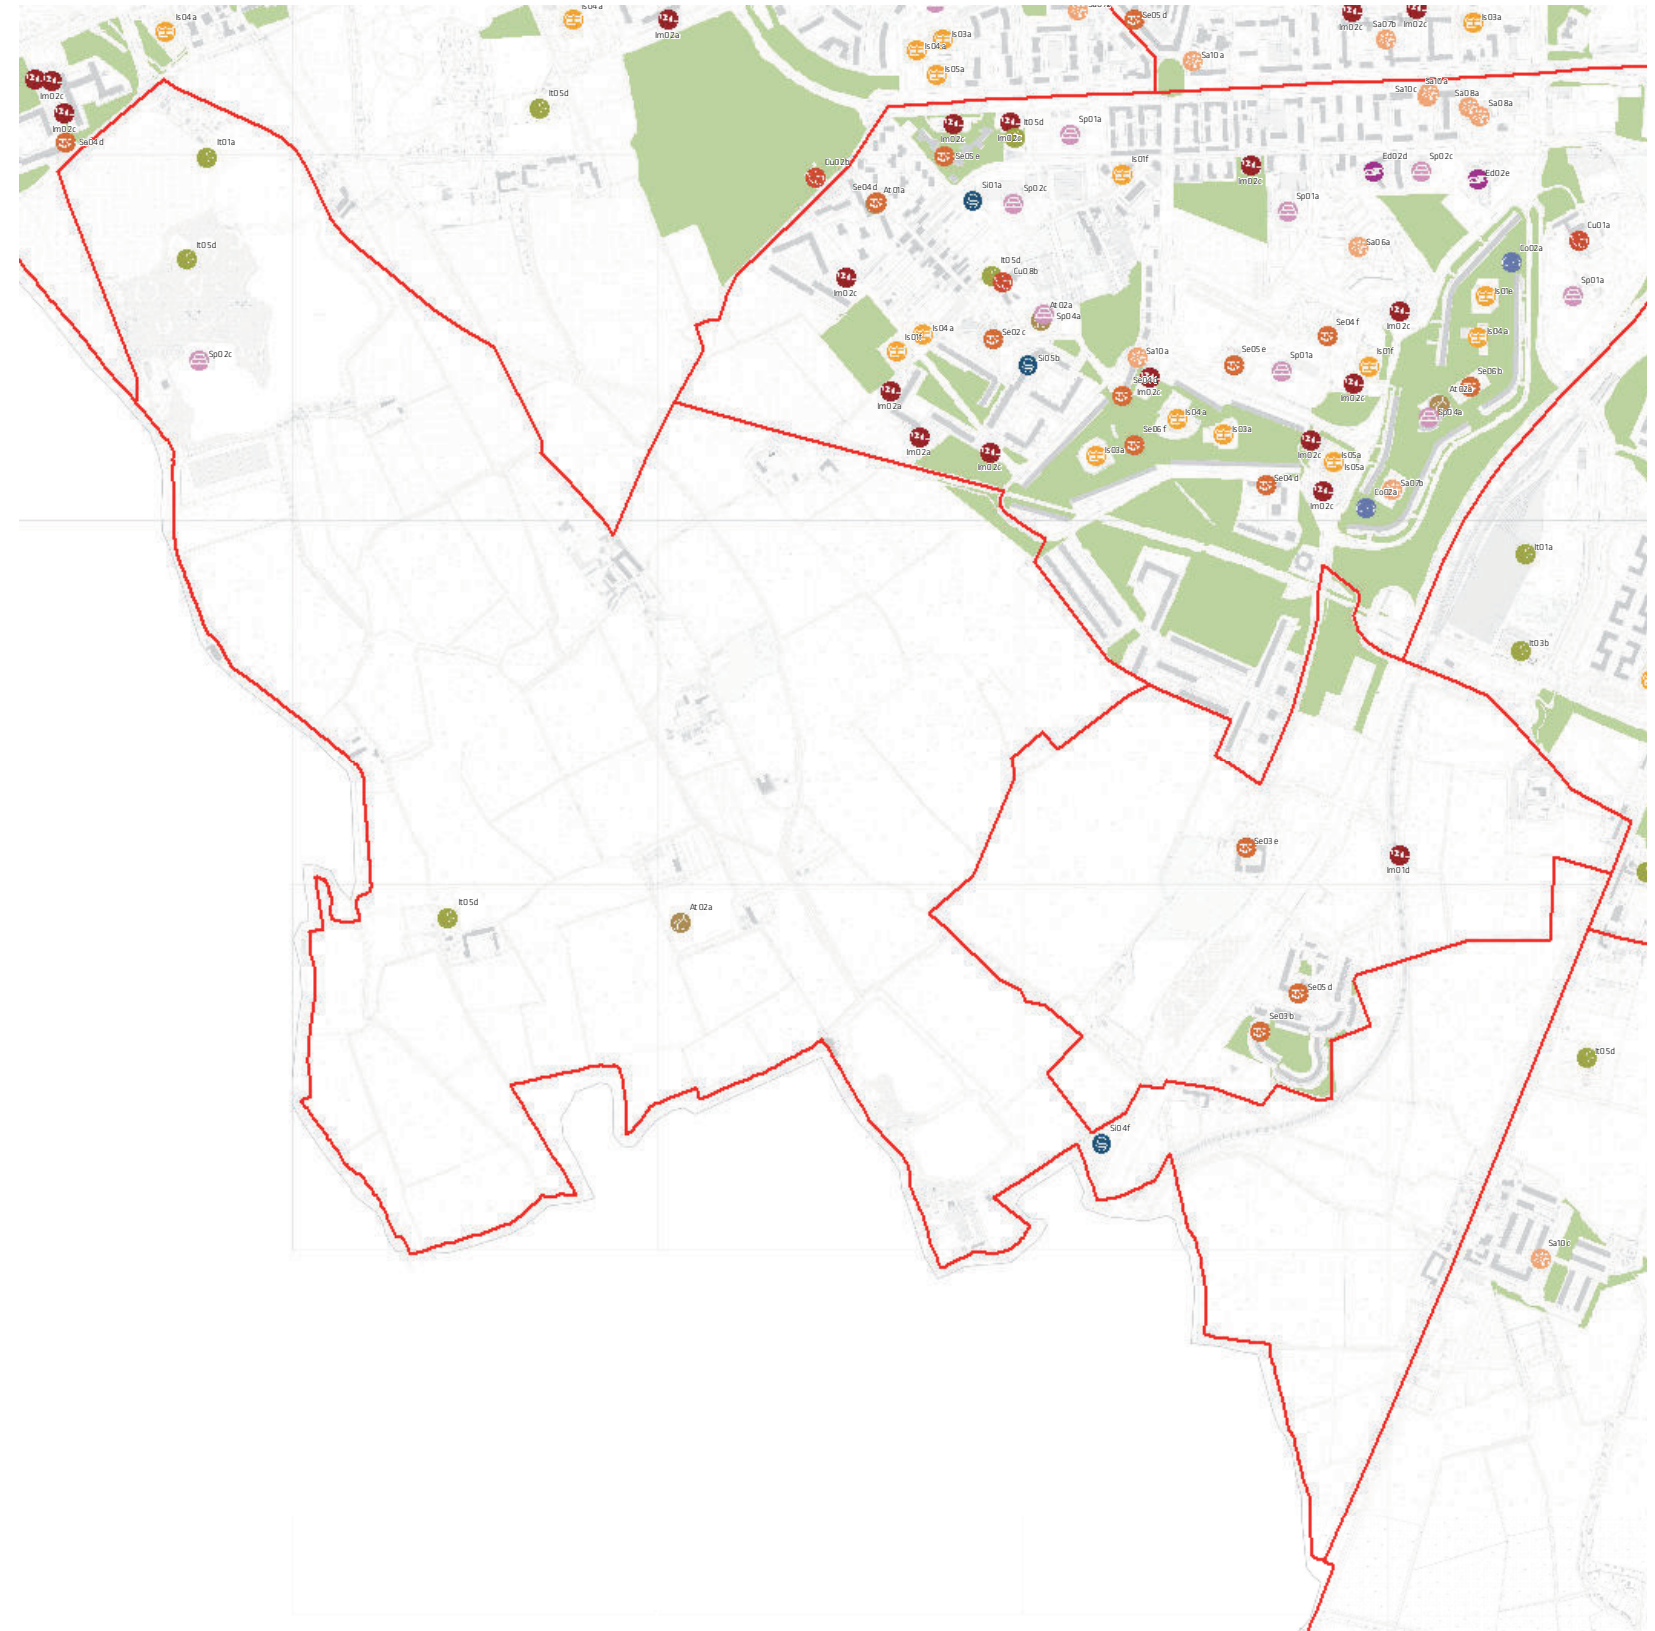 Is04a
Im02a
Is03a
Is04a
Is05a
Se05d
Sa10a
Sa07b
Im02c
Im02c
Is03a
Im02c
Im02c
Se04d
It01a
It05d
It05d
Sp02c
Cu02b
Im02c
Se05e
It05d
Im02c
Sp01a
Is01f
Im02c
Sa10a
Sa10c
Sa08a
Sa08a
Ed02d
Sp02c
Ed02e
Se04d
At01a
Si01a
Sp02c
Sp01a
Sa06a
Cu01a
Co02a
Sp01a
Im02c
It05d
Cu08b
At02a
Sp04a
Is04a
Is01f
Se02c
Si05b
Sa10a
Im02c
Im02a
Se05e
Sp01a
Se04f
Im02c
Is01f
Im02c
Is01e
Is04a
Se06b
At02a
Sp04a
Im02a
Im02c
Is04a
Is03a
Se06f
Is03a
Im02c
Is05a
Is05a
Se04d
Im02c
Sa07b
Co02a
It01a
It03b
Se03e
Im01d
It05d
At02a
Se05d
Se03b
It05d
Si04f
Sa10c